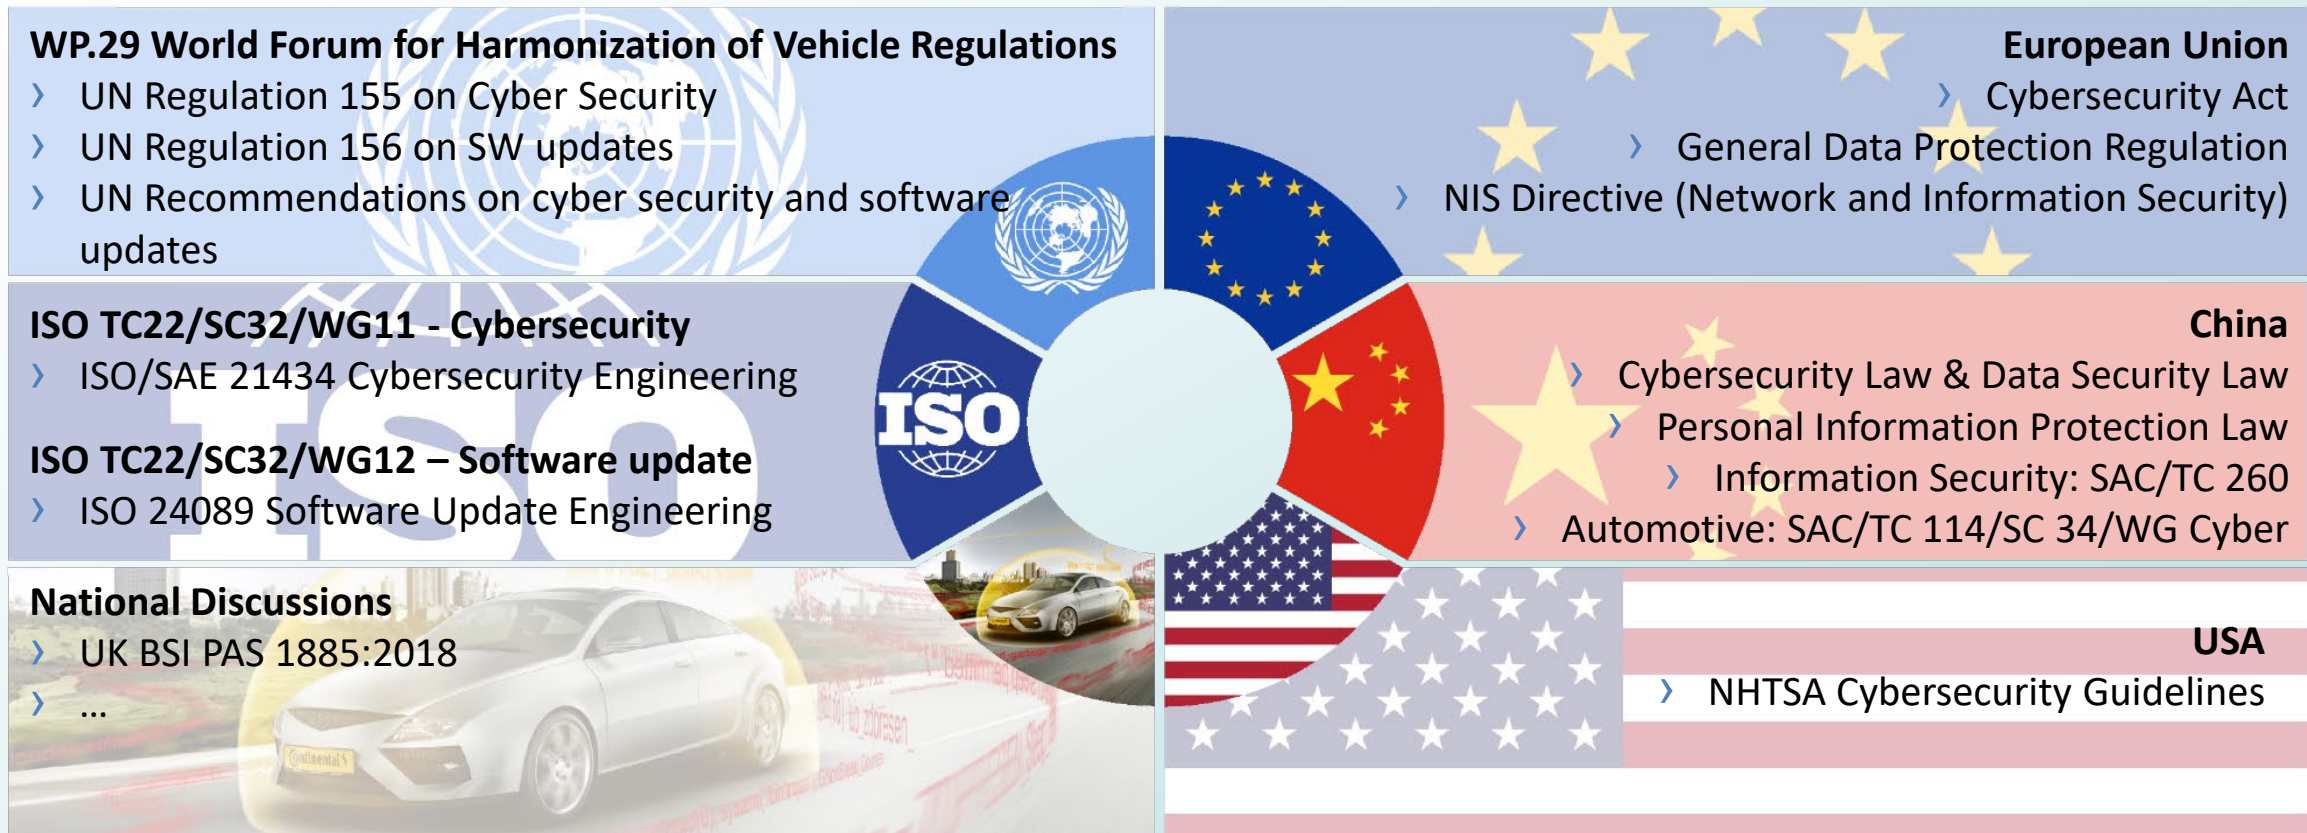 WP.29 World Forum for Harmonization of Vehicle Regulations
› UN Regulation 155 on Cyber Security
› UN Regulation 156 on SW updates
› UN Recommendations on cyber security and software
updates
ISO TC22/SC32/WG11 - Cybersecurity
› ISO/SAE 21434 Cybersecurity Engineering
ISO TC22/SC32/WG12 – Software update
› ISO 24089 Software Update Engineering
National Discussions
› UK BSI PAS 1885:2018
› ...
European Union
› Cybersecurity Act
› General Data Protection Regulation
› NIS Directive (Network and Information Security)
China
› Cybersecurity Law & Data Security Law
› Personal Information Protection Law
› Information Security: SAC/TC 260
› Automotive: SAC/TC 114/SC 34/WG Cyber
USA
› NHTSA Cybersecurity Guidelines
ISO
ISO
Continental